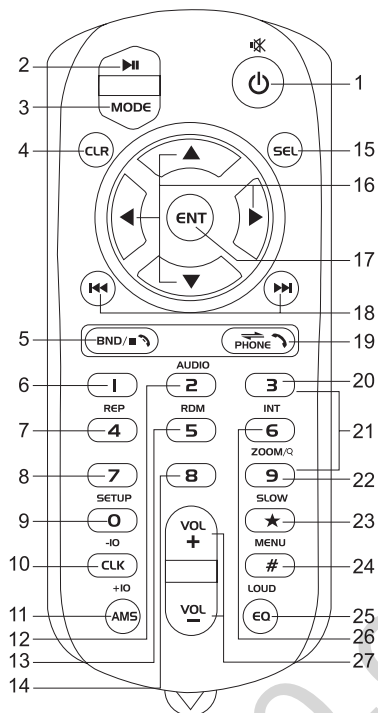 2
1
3
MODE
4
CLR
SEL
15
16
ENT
17
18
5
BND/
PHONE
19
AUDIO
6
1
2
3
20
REP
RDM
INT
21
7
4
5
6
ZOOM/
8
7
8
9
22
SETUP
SLOW
9
0
VOL
+
★
23
-10
MENU
10
CLK
#
24
+10
LOUD
11
AMS
VOL
−
EQ
25
12
26
13
27
14